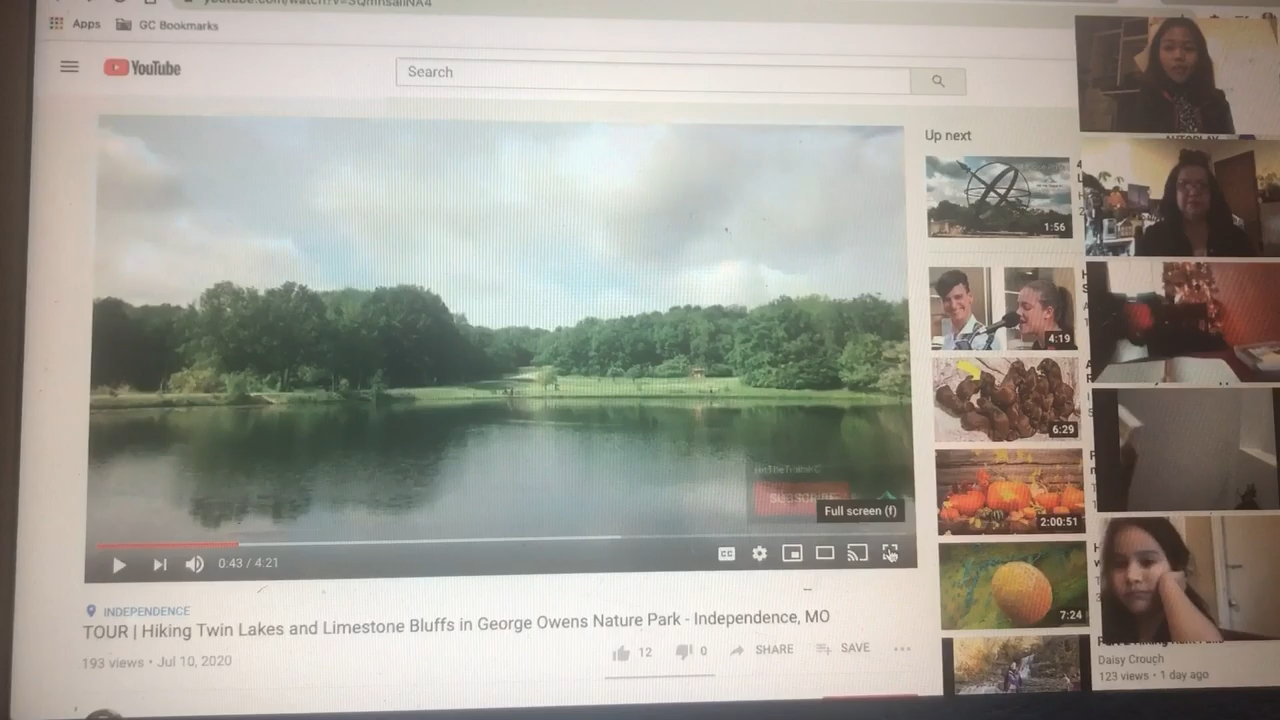 Apps
GC Bookmarks
YouTube
Search
Up next
1:56
4:19
6:29
2:00:51
7:24
SUBSCRIBE
Full screen (f)
CC
0:43 / 4:21
INDEPENDENCE
TOUR | Hiking Twin Lakes and Limestone Bluffs in George Owens Nature Park - Independence, MO
193 views • Jul 10, 2020
12
0
SHARE
SAVE
Daisy Crouch
123 views • 1 day ago